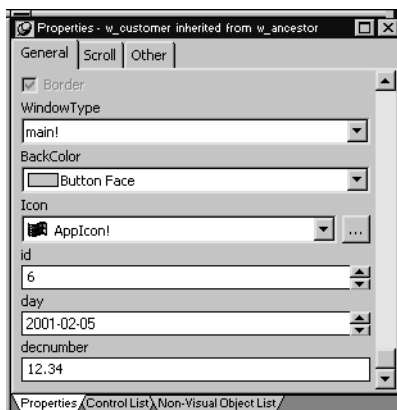 Properties - w_customer inherited from w_ancestor
General Scroll Other
Border
WindowType
main!
BackColor
Button Face
Icon
AppIcon! ...
id
6
day
2001-02-05
decnumber
12.34
Properties Control List Non-Visual Object List